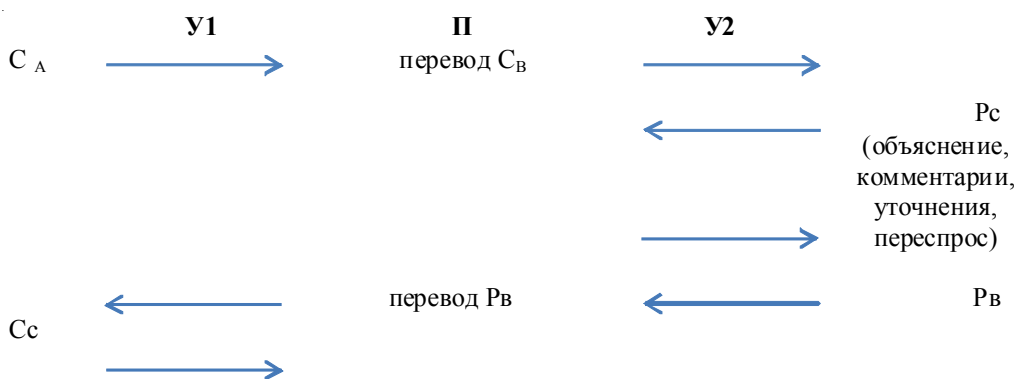 У1 П У2
С А перевод СВ
Рс
(объяснение,
комментарии,
уточнения,
переспрос)
перевод Рв Рв
Сс